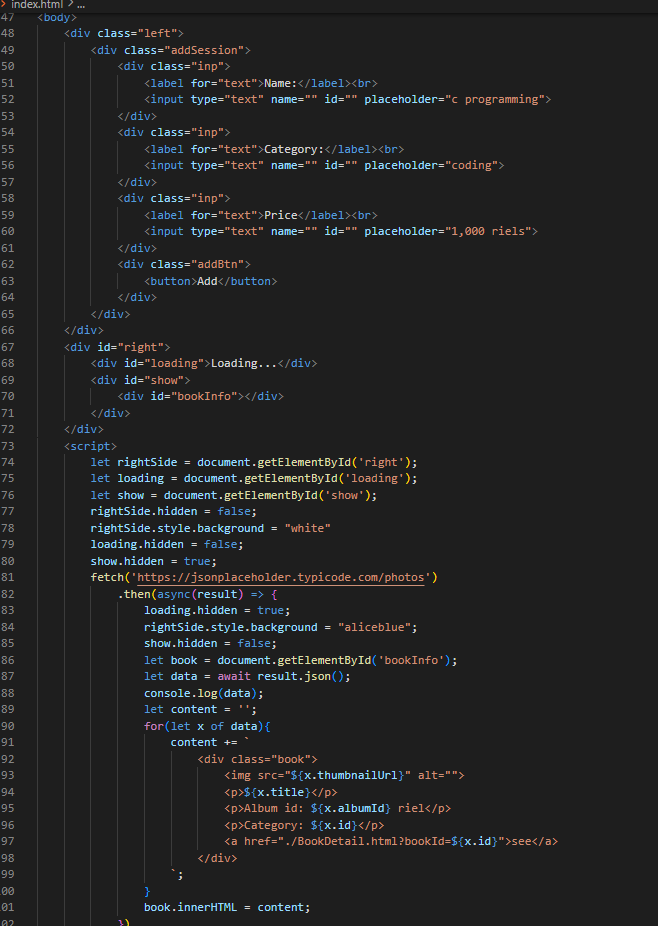 index.html > ...
47 <body>
48 <div class="left">
49 <div class="addSession">
50 <div class="inp">
51 <label for="text">Name:</label><br>
52 <input type="text" name="" id="" placeholder="c programming">
53 </div>
54 <div class="inp">
55 <label for="text">Category:</label><br>
56 <input type="text" name="" id="" placeholder="coding">
57 </div>
58 <div class="inp">
59 <label for="text">Price</label><br>
60 <input type="text" name="" id="" placeholder="1,000 riels">
61 </div>
62 <div class="addBtn">
63 <button>Add</button>
64 </div>
65 </div>
66 </div>
67 <div id="right">
68 <div id="loading">Loading...</div>
69 <div id="show">
70 <div id="bookInfo"></div>
71 </div>
72 </div>
73 <script>
74 let rightSide = document.getElementById('right');
75 let loading = document.getElementById('loading');
76 let show = document.getElementById('show');
77 rightSide.hidden = false;
78 rightSide.style.background = "white"
79 loading.hidden = false;
80 show.hidden = true;
81 fetch('https://jsonplaceholder.typicode.com/photos')
82 .then(async(result) => {
83 loading.hidden = true;
84 rightSide.style.background = "aliceblue";
85 show.hidden = false;
86 let book = document.getElementById('bookInfo');
87 let data = await result.json();
88 console.log(data);
89 let content = '';
90 for(let x of data){
91 content += `
92 <div class="book">
93 <img src="${x.thumbnailUrl}" alt="">
94 <p>${x.title}</p>
95 <p>Album id: ${x.albumId} riel</p>
96 <p>Category: ${x.id}</p>
97 <a href="./BookDetail.html?bookId=${x.id}">see</a>
98 </div>
99 `;
00 }
01 book.innerHTML = content;
02 })